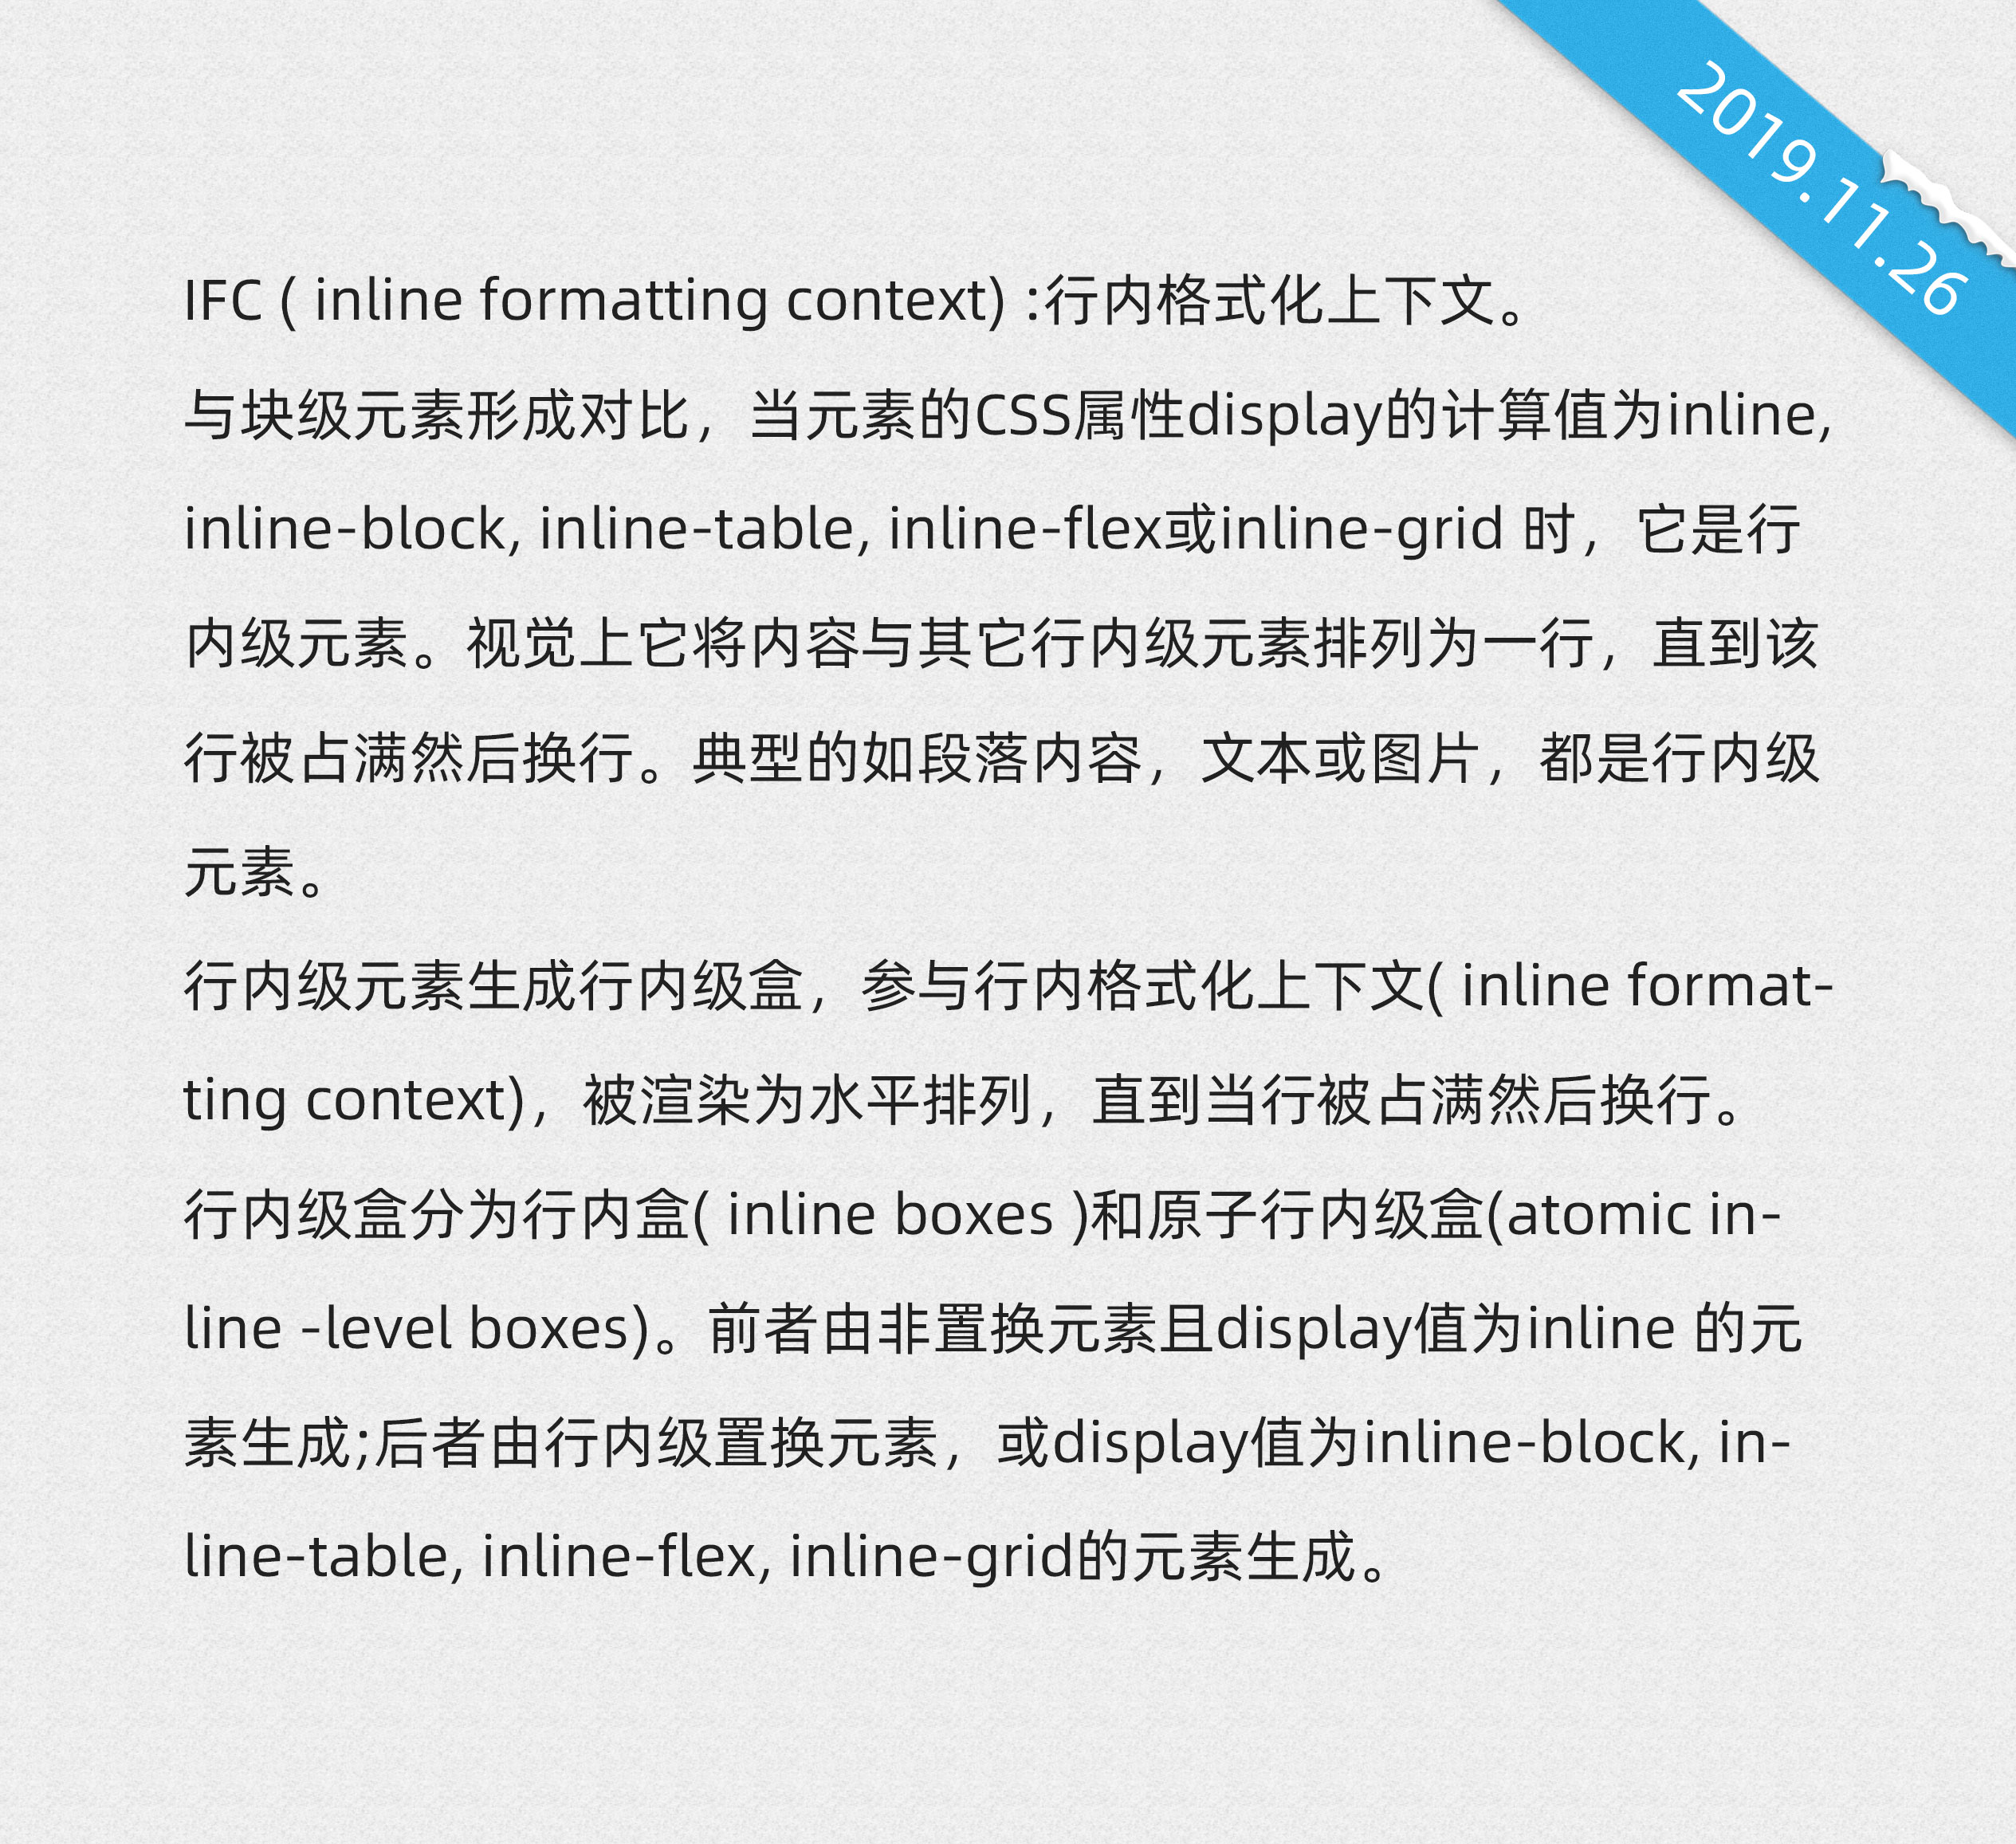 2019.11.26
IFC ( inline formatting context) :行内格式化上下文。
与块级元素形成对比，当元素的CSS属性display的计算值为inline,
inline-block, inline-table, inline-flex或inline-grid 时，它是行
内级元素。视觉上它将内容与其它行内级元素排列为一行，直到该
行被占满然后换行。典型的如段落内容，文本或图片，都是行内级
元素。
行内级元素生成行内级盒，参与行内格式化上下文( inline format-
ting context)，被渲染为水平排列，直到当行被占满然后换行。
行内级盒分为行内盒( inline boxes )和原子行内级盒(atomic in-
line -level boxes)。前者由非置换元素且display值为inline 的元
素生成;后者由行内级置换元素，或display值为inline-block, in-
line-table, inline-flex, inline-grid的元素生成。